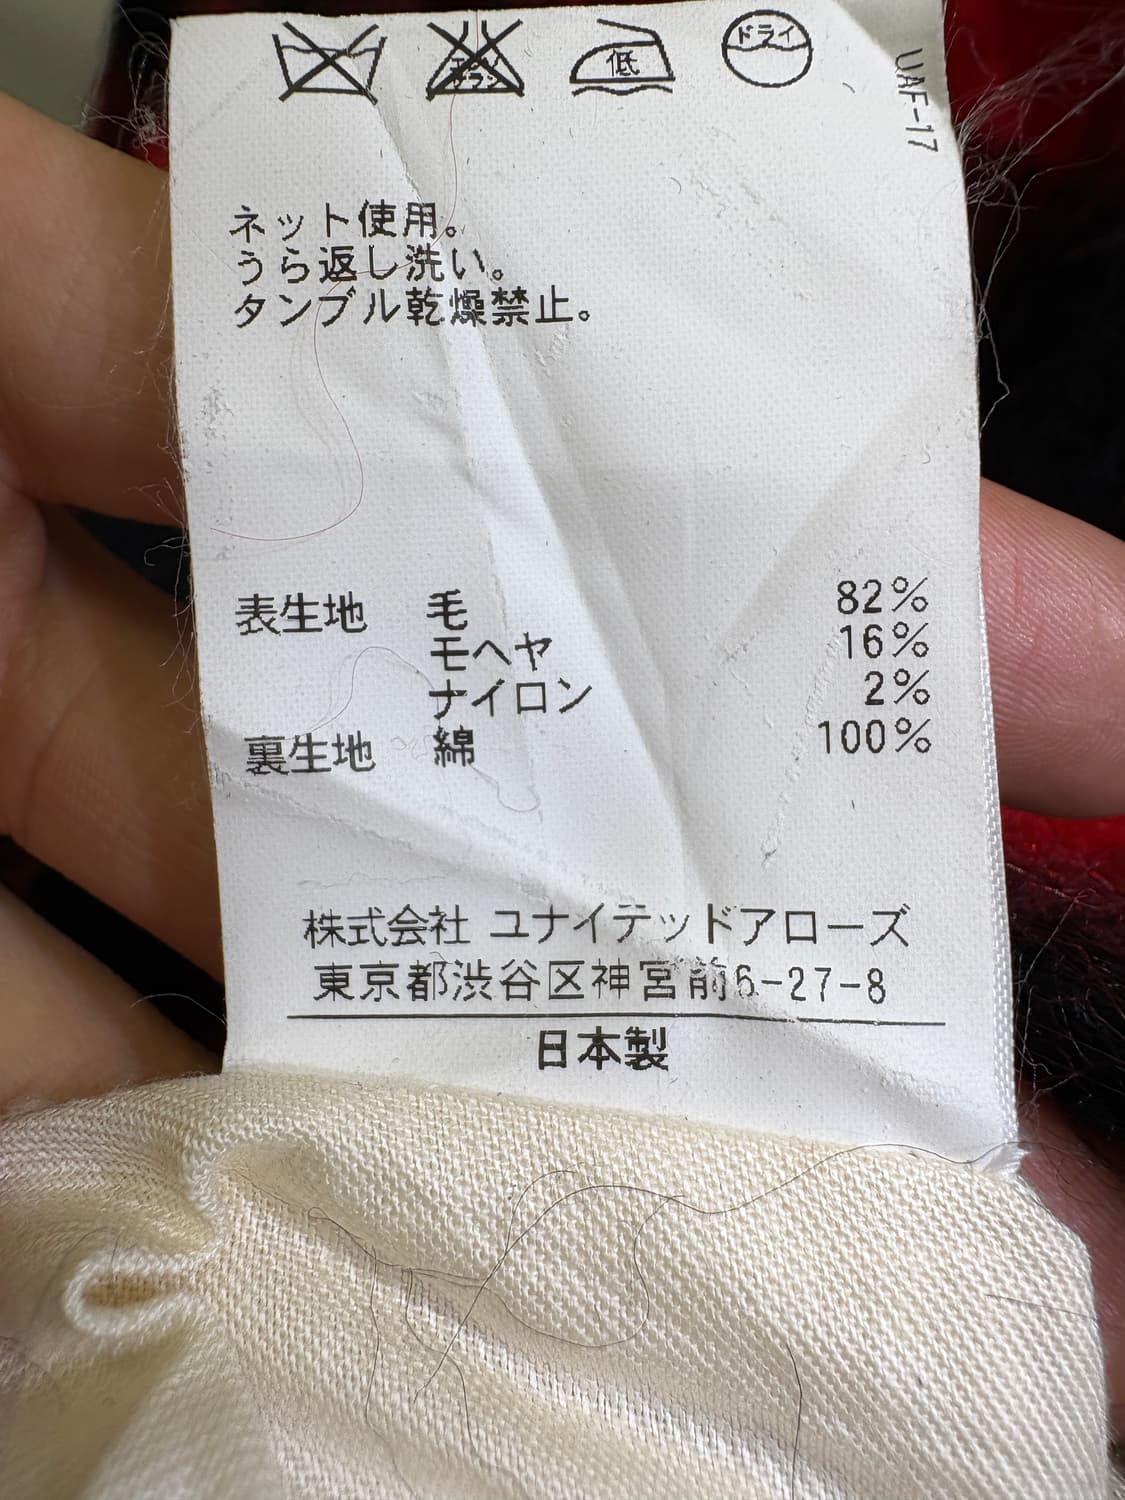 低 ドライ
UAF-17
ネット使用。
うら返し洗い。
タンブル乾燥禁止。
表生地 毛 82%
モヘヤ 16%
ナイロン 2%
裏生地 綿 100%
株式会社 ユナイテッドアローズ
東京都渋谷区神宮前6-27-8
日本製